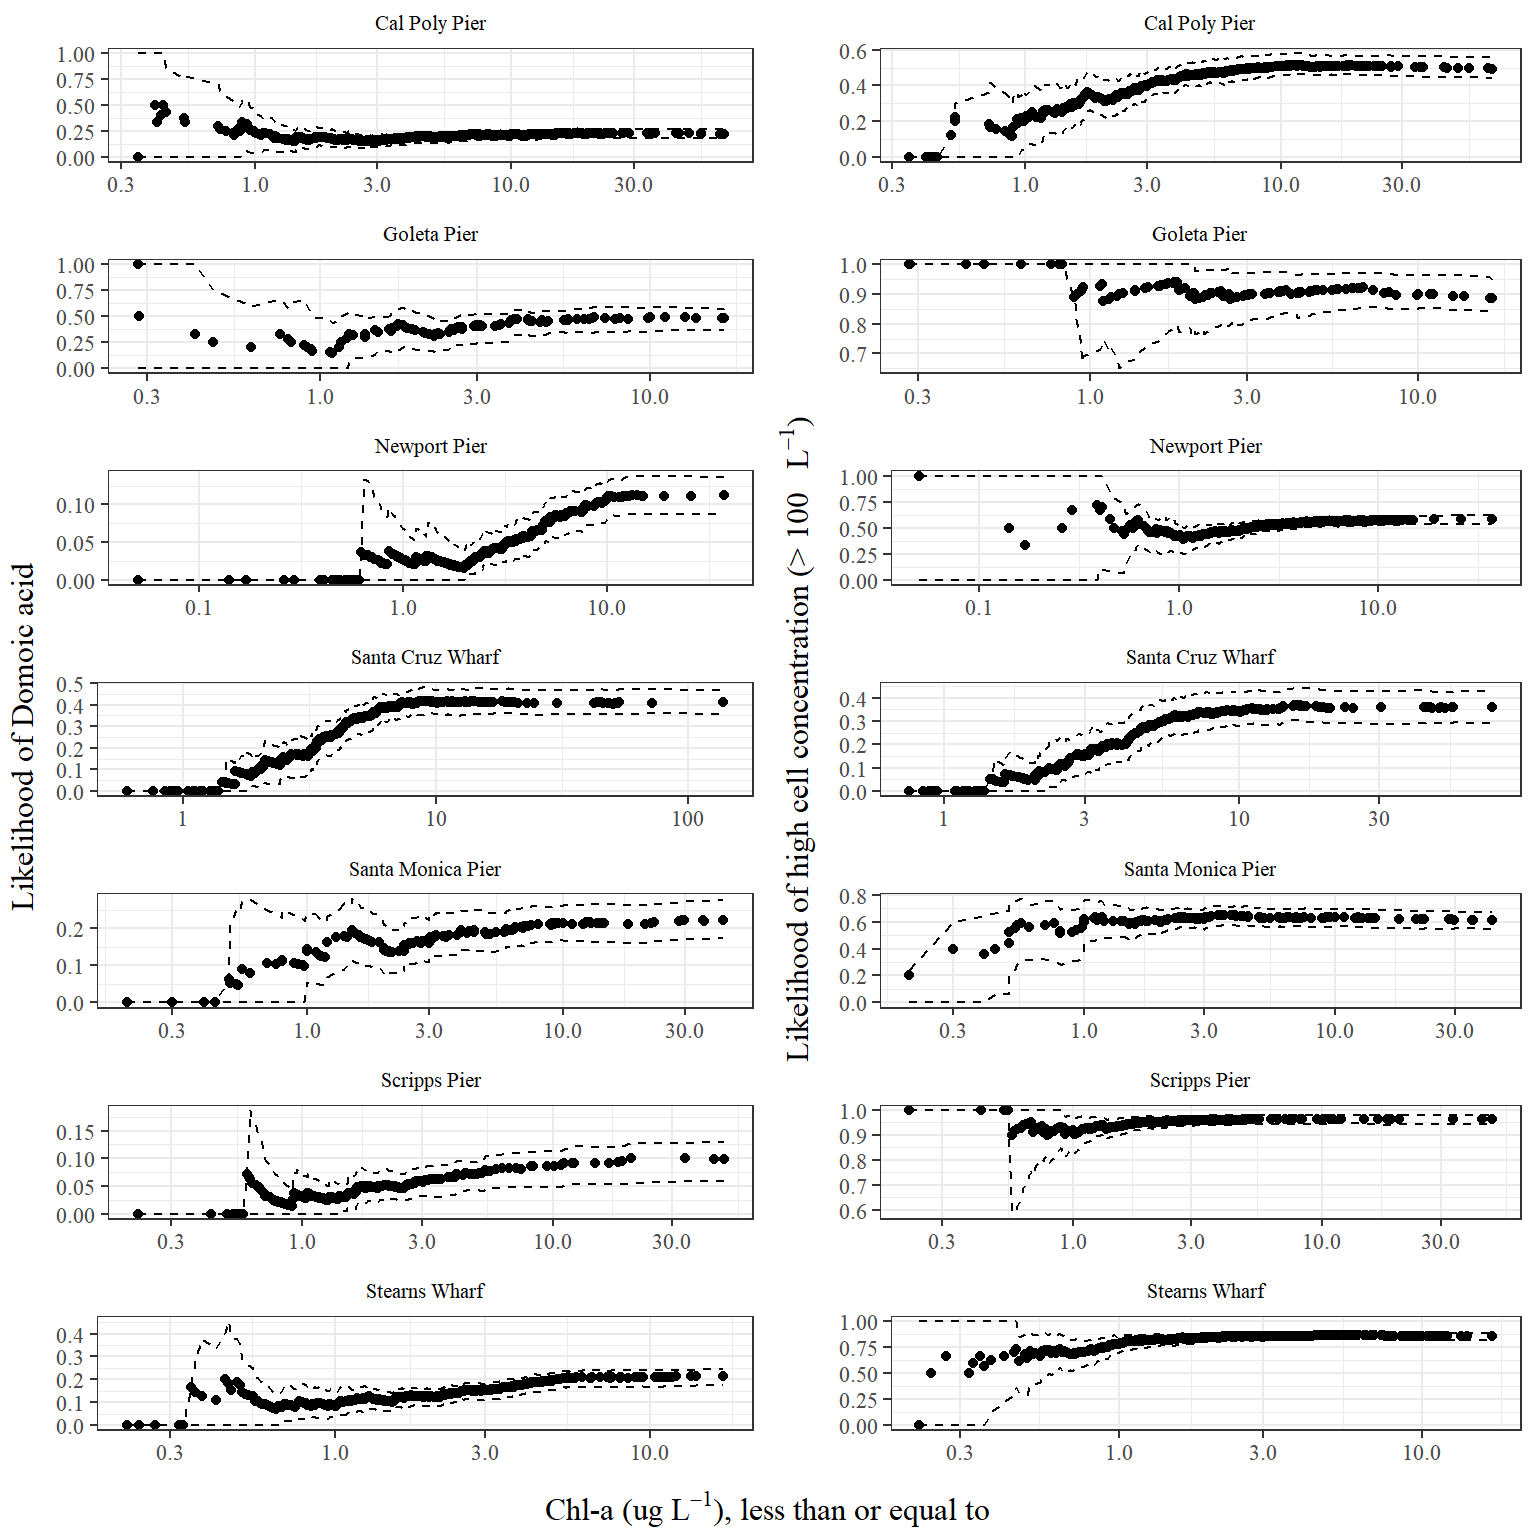 Cal Poly Pier
1.00
0.75
0.50
0.25
0.00
0.3 1.0 3.0 10.0 30.0
Cal Poly Pier
0.6
0.4
0.2
0.0
0.3 1.0 3.0 10.0 30.0
Goleta Pier
1.00
0.75
0.50
0.25
0.00
0.3 1.0 3.0 10.0
Goleta Pier
1.0
0.9
0.8
0.7
0.3 1.0 3.0 10.0
Newport Pier
0.10
0.05
0.00
0.1 1.0 10.0
Newport Pier
1.00
0.75
0.50
0.25
0.00
0.1 1.0 10.0
Santa Cruz Wharf
0.5
0.4
0.3
0.2
0.1
0.0
1 10 100
Santa Cruz Wharf
0.4
0.3
0.2
0.1
0.0
1 3 10 30
Santa Monica Pier
0.2
0.1
0.0
0.3 1.0 3.0 10.0 30.0
Santa Monica Pier
0.8
0.6
0.4
0.2
0.0
0.3 1.0 3.0 10.0 30.0
Scripps Pier
0.15
0.10
0.05
0.00
0.3 1.0 3.0 10.0 30.0
Scripps Pier
1.0
0.9
0.8
0.7
0.6
0.3 1.0 3.0 10.0 30.0
Stearns Wharf
0.4
0.3
0.2
0.1
0.0
0.3 1.0 3.0 10.0
Stearns Wharf
1.00
0.75
0.50
0.25
0.00
0.3 1.0 3.0 10.0
Likelihood of Domoic acid
Likelihood of high cell concentration (> 100 L⁻¹)
Chl-a (ug L⁻¹), less than or equal to